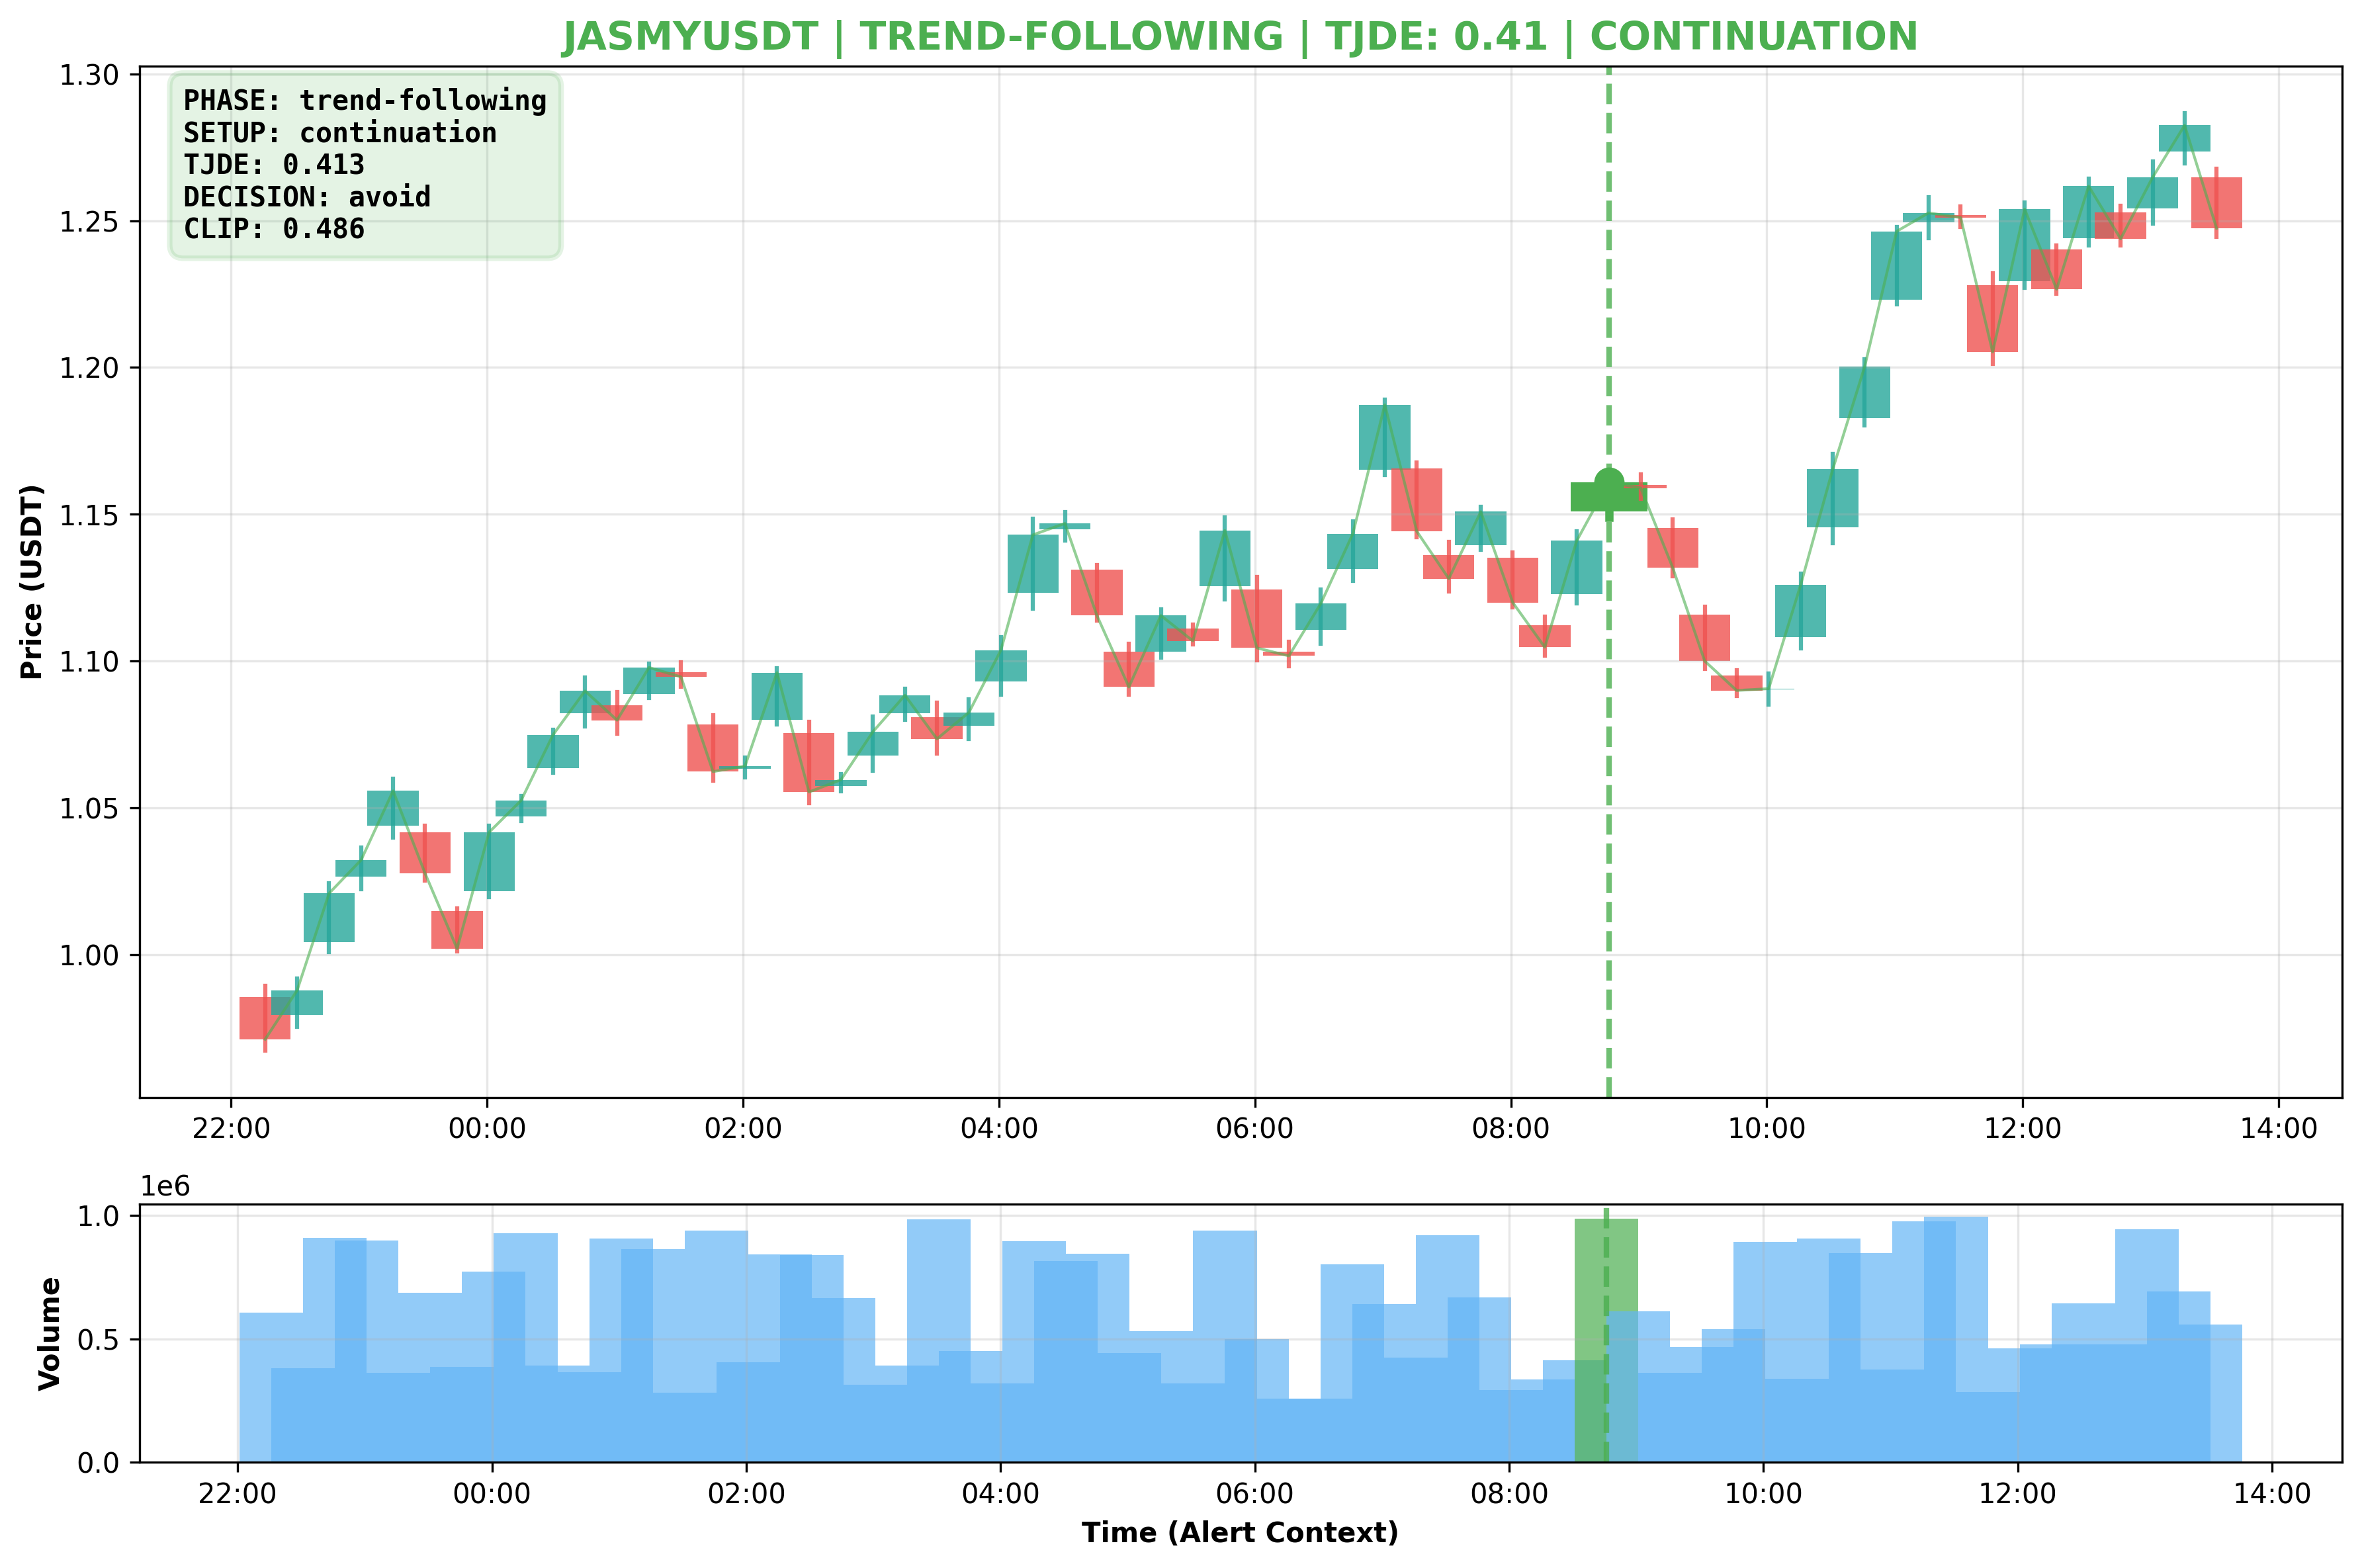 JASMYUSDT | TREND-FOLLOWING | TJDE: 0.41 | CONTINUATION
PHASE: trend-following
SETUP: continuation
TJDE: 0.413
DECISION: avoid
CLIP: 0.486
Price (USDT)
1.30
1.25
1.20
1.15
1.10
1.05
1.00
22:00 00:00 02:00 04:00 06:00 08:00 10:00 12:00 14:00
1e6
Volume
1.0
0.5
0.0
22:00 00:00 02:00 04:00 06:00 08:00 10:00 12:00 14:00
Time (Alert Context)